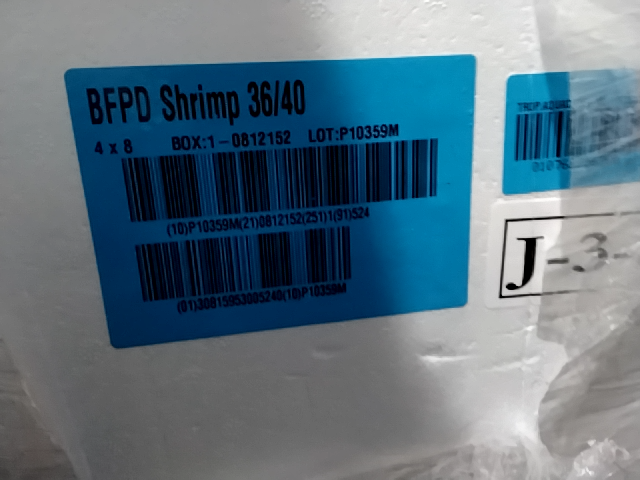 BFPD Shrimp 36/40
4 x 8 BOX:1-0812152 LOT:P10359M
(10)P10359M(21)0812152(251)1(91)524
(01)30815953005240(10)P10359M
J-3-